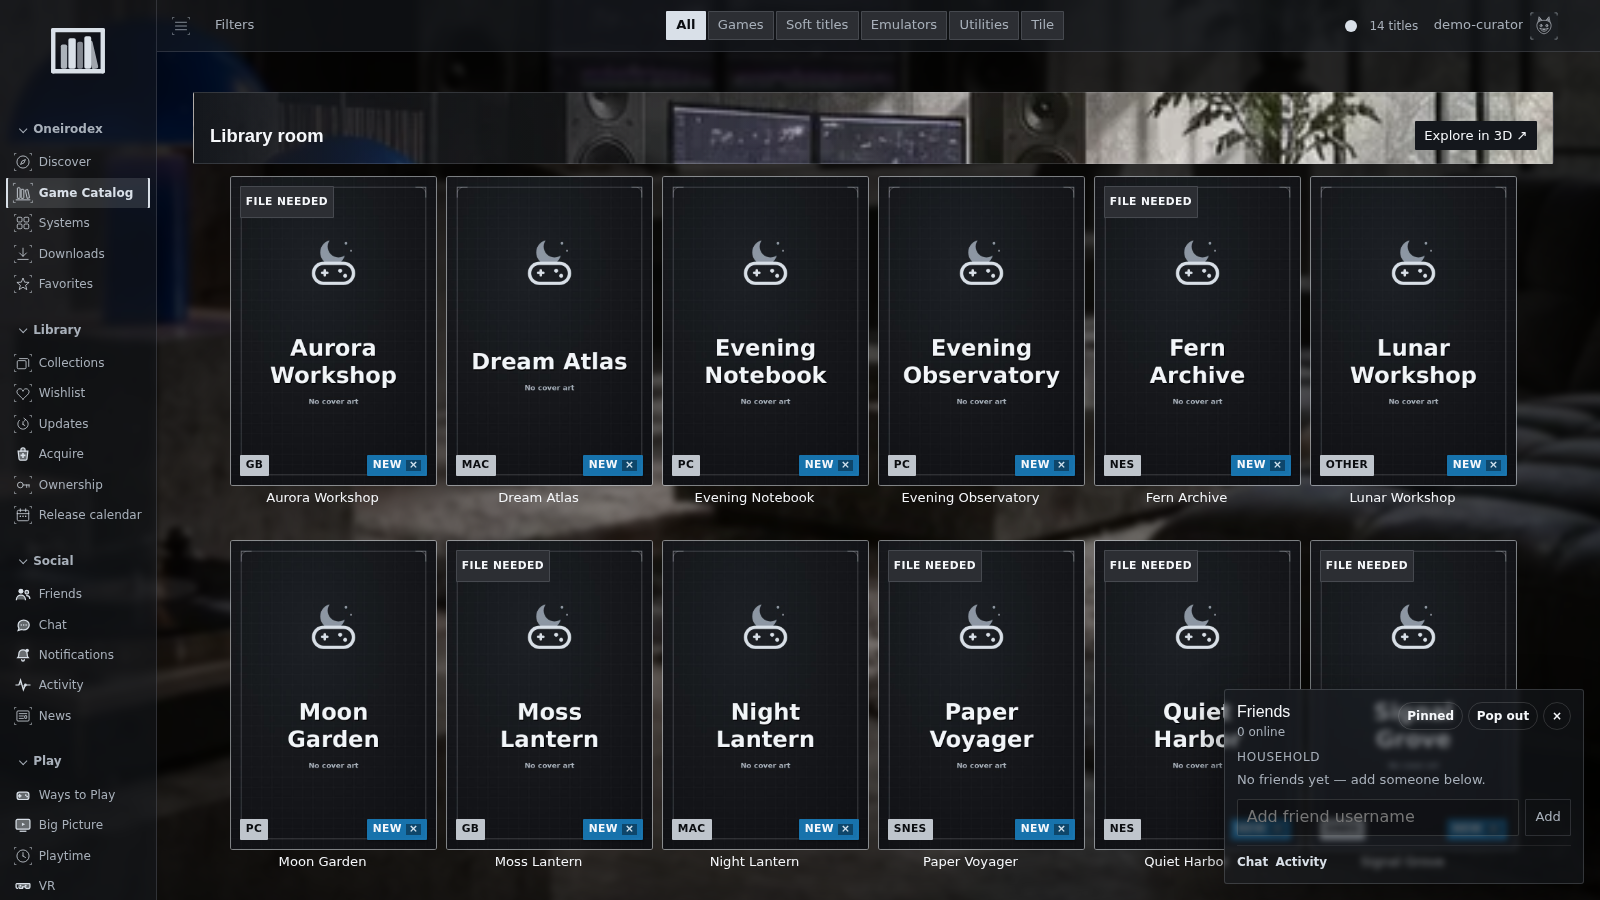 Filters
All
Games
Soft titles
Emulators
Utilities
Tile
14 titles
demo-curator
Oneirodex
Discover
Game Catalog
Systems
Downloads
Favorites
Library
Collections
Wishlist
Updates
Acquire
Ownership
Release calendar
Social
Friends
Chat
Notifications
Activity
News
Play
Ways to Play
Big Picture
Playtime
VR
Library room
Explore in 3D ↗
FILE NEEDED
Aurora
Workshop
No cover art
GB
NEW ×
Aurora Workshop
Dream Atlas
No cover art
MAC
NEW ×
Dream Atlas
Evening
Notebook
No cover art
PC
NEW ×
Evening Notebook
Evening
Observatory
No cover art
PC
NEW ×
Evening Observatory
FILE NEEDED
Fern
Archive
No cover art
NES
NEW ×
Fern Archive
Lunar
Workshop
No cover art
OTHER
NEW ×
Lunar Workshop
Moon
Garden
No cover art
PC
NEW ×
Moon Garden
FILE NEEDED
Moss
Lantern
No cover art
GB
NEW ×
Moss Lantern
Night
Lantern
No cover art
MAC
NEW ×
Night Lantern
FILE NEEDED
Paper
Voyager
No cover art
SNES
NEW ×
Paper Voyager
FILE NEEDED
Quiet
Harbo
No cover art
NES
Quiet Harbo
FILE NEEDED
Signal
Grove
Signal Grove
Friends
Pinned
Pop out
×
0 online
HOUSEHOLD
No friends yet — add someone below.
Add friend username
Add
Chat Activity